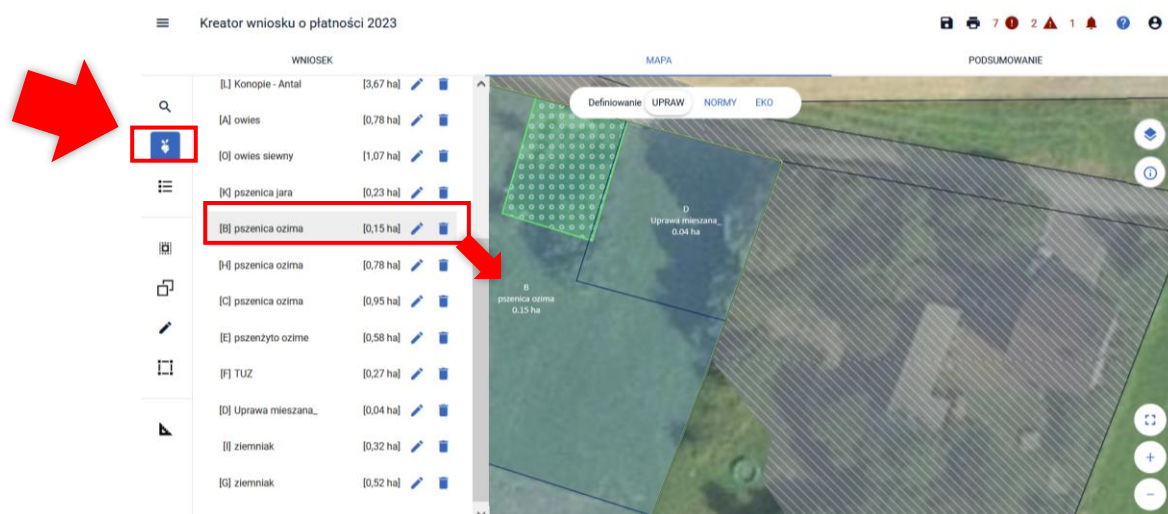 Kreator wniosku o płatności 2023
7 2 1
WNIOSEK MAPA PODSUMOWANIE
Definiowanie UPRAW NORMY EKO
[L] Konopie - Antal [3,67 ha]
[A] owies [0,78 ha]
[O] owies siewny [1,07 ha]
[K] pszenica jara [0,23 ha]
[B] pszenica ozima [0,15 ha]
[H] pszenica ozima [0,78 ha]
[C] pszenica ozima [0,95 ha]
[E] pszenżyto ozime [0,58 ha]
[F] TUZ [0,27 ha]
[D] Uprawa mieszana_ [0,04 ha]
[I] ziemniak [0,32 ha]
[G] ziemniak [0,52 ha]
D
Uprawa mieszana_
0.04 ha
B
pszenica ozima
0.15 ha